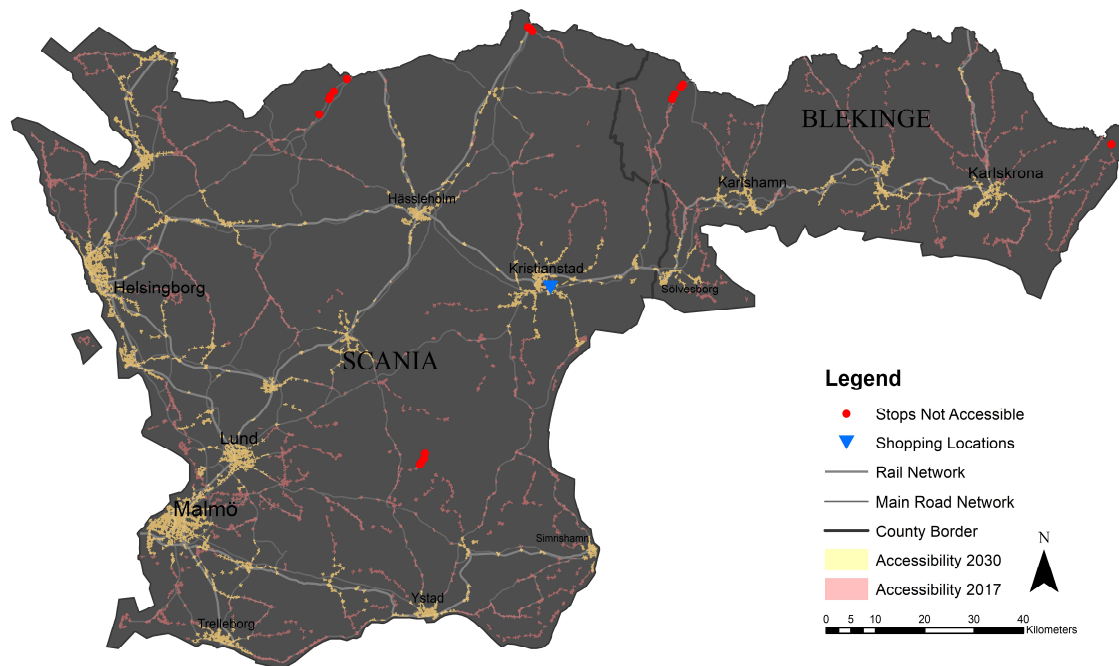 BLEKINGE
Karlshamn
Karlskrona
Hässleholm
Kristianstad
Sölvesborg
Helsingborg
SCANIA
Lund
Malmö
Simrishamn
Ystad
Trelleborg
Legend
Stops Not Accessible
Shopping Locations
Rail Network
Main Road Network
County Border
Accessibility 2030
Accessibility 2017
N
0 5 10 20 30 40
Kilometers